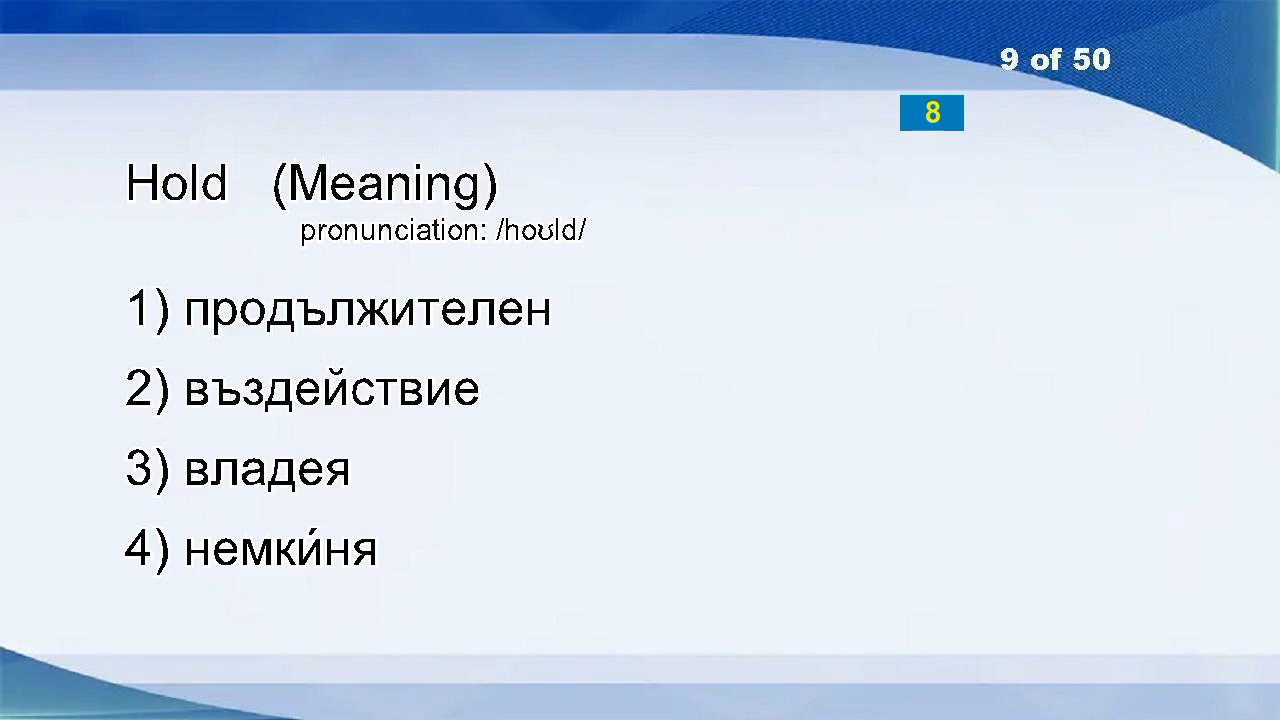 9 of 50
8
Hold (Meaning)
pronunciation: /hoʊld/
1) продължителен
2) въздействие
3) владея
4) немки́ня